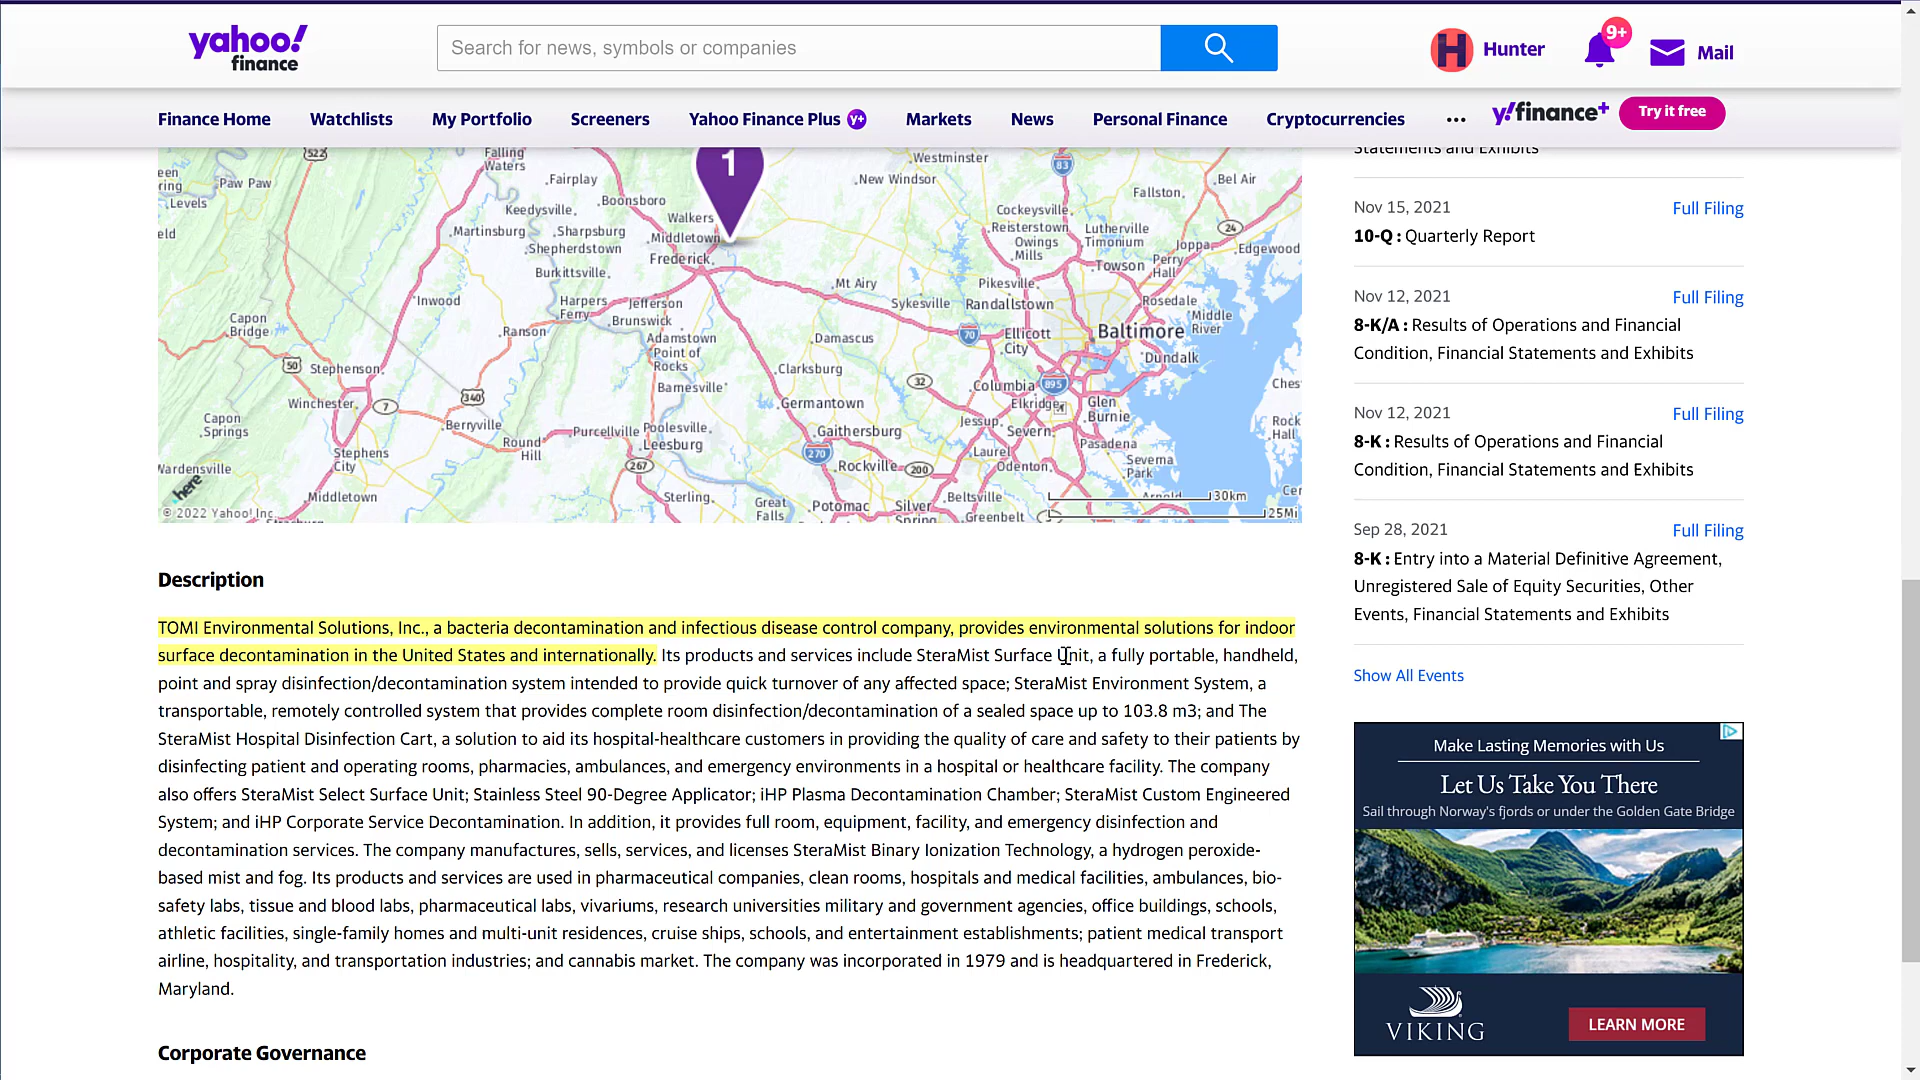 yahoo!
finance
Search for news, symbols or companies
Hunter
9+
Mail
Finance Home
Watchlists
My Portfolio
Screeners
Yahoo Finance Plus y+
Markets
News
Personal Finance
Cryptocurrencies
...
y!finance+
Try it free
522
Falling
Waters
Westminster
83
Paw Paw
Levels
Fairplay
New Windsor
Bel Air
1
Boonsboro
Fallston
Keedysville
Walkers
Cockeysville
24
Martinsburg
Sharpsburg
Middletown
Reisterstown
Lutherville
Timonium
Joppa
Edgewood
Shepherdstown
Owings
Mills
Frederick
Towson
Perry
Hall
Burkittsville
Mt Airy
Pikesville
Inwood
Harpers
Ferry
Jefferson
Sykesville
Randallstown
Rosedale
Capon
Bridge
Brunswick
Middle
River
Ranson
Adamstown
Damascus
70
Ellicott
City
Baltimore
Point of
Rocks
Dundalk
50
Stephenson
Clarksburg
32
Columbia
895
Winchester
7
340
Barnesville
Germantown
Elkridge
Glen
Burnie
Capon
Springs
Berryville
Purcellville
Poolesville
Gaithersburg
Jessup
Severn
Rock
Hall
Round
Hill
Leesburg
Pasadena
Stephens
City
270
Laurel
Wardensville
267
Rockville
200
Odenton
Severna
Park
here
Middletown
Sterling
Great
Falls
Potomac
Silver
Spring
Beltsville
Greenbelt
Arnold
30km
25Mi
© 2022 Yahoo! Inc.
Description
TOMI Environmental Solutions, Inc., a bacteria decontamination and infectious disease control company, provides environmental solutions for indoor
surface decontamination in the United States and internationally. Its products and services include SteraMist Surface Unit, a fully portable, handheld,
point and spray disinfection/decontamination system intended to provide quick turnover of any affected space; SteraMist Environment System, a
transportable, remotely controlled system that provides complete room disinfection/decontamination of a sealed space up to 103.8 m3; and The
SteraMist Hospital Disinfection Cart, a solution to aid its hospital-healthcare customers in providing the quality of care and safety to their patients by
disinfecting patient and operating rooms, pharmacies, ambulances, and emergency environments in a hospital or healthcare facility. The company
also offers SteraMist Select Surface Unit; Stainless Steel 90-Degree Applicator; iHP Plasma Decontamination Chamber; SteraMist Custom Engineered
System; and iHP Corporate Service Decontamination. In addition, it provides full room, equipment, facility, and emergency disinfection and
decontamination services. The company manufactures, sells, services, and licenses SteraMist Binary Ionization Technology, a hydrogen peroxide-
based mist and fog. Its products and services are used in pharmaceutical companies, clean rooms, hospitals and medical facilities, ambulances, bio-
safety labs, tissue and blood labs, pharmaceutical labs, vivariums, research universities military and government agencies, office buildings, schools,
athletic facilities, single-family homes and multi-unit residences, cruise ships, schools, and entertainment establishments; patient medical transport
airline, hospitality, and transportation industries; and cannabis market. The company was incorporated in 1979 and is headquartered in Frederick,
Maryland.
Corporate Governance
Statements and Exhibits
Nov 15, 2021
Full Filing
10-Q : Quarterly Report
Nov 12, 2021
Full Filing
8-K/A : Results of Operations and Financial
Condition, Financial Statements and Exhibits
Nov 12, 2021
Full Filing
8-K : Results of Operations and Financial
Condition, Financial Statements and Exhibits
Sep 28, 2021
Full Filing
8-K : Entry into a Material Definitive Agreement,
Unregistered Sale of Equity Securities, Other
Events, Financial Statements and Exhibits
Show All Events
Make Lasting Memories with Us
Let Us Take You There
Sail through Norway's fjords or under the Golden Gate Bridge
VIKING
LEARN MORE